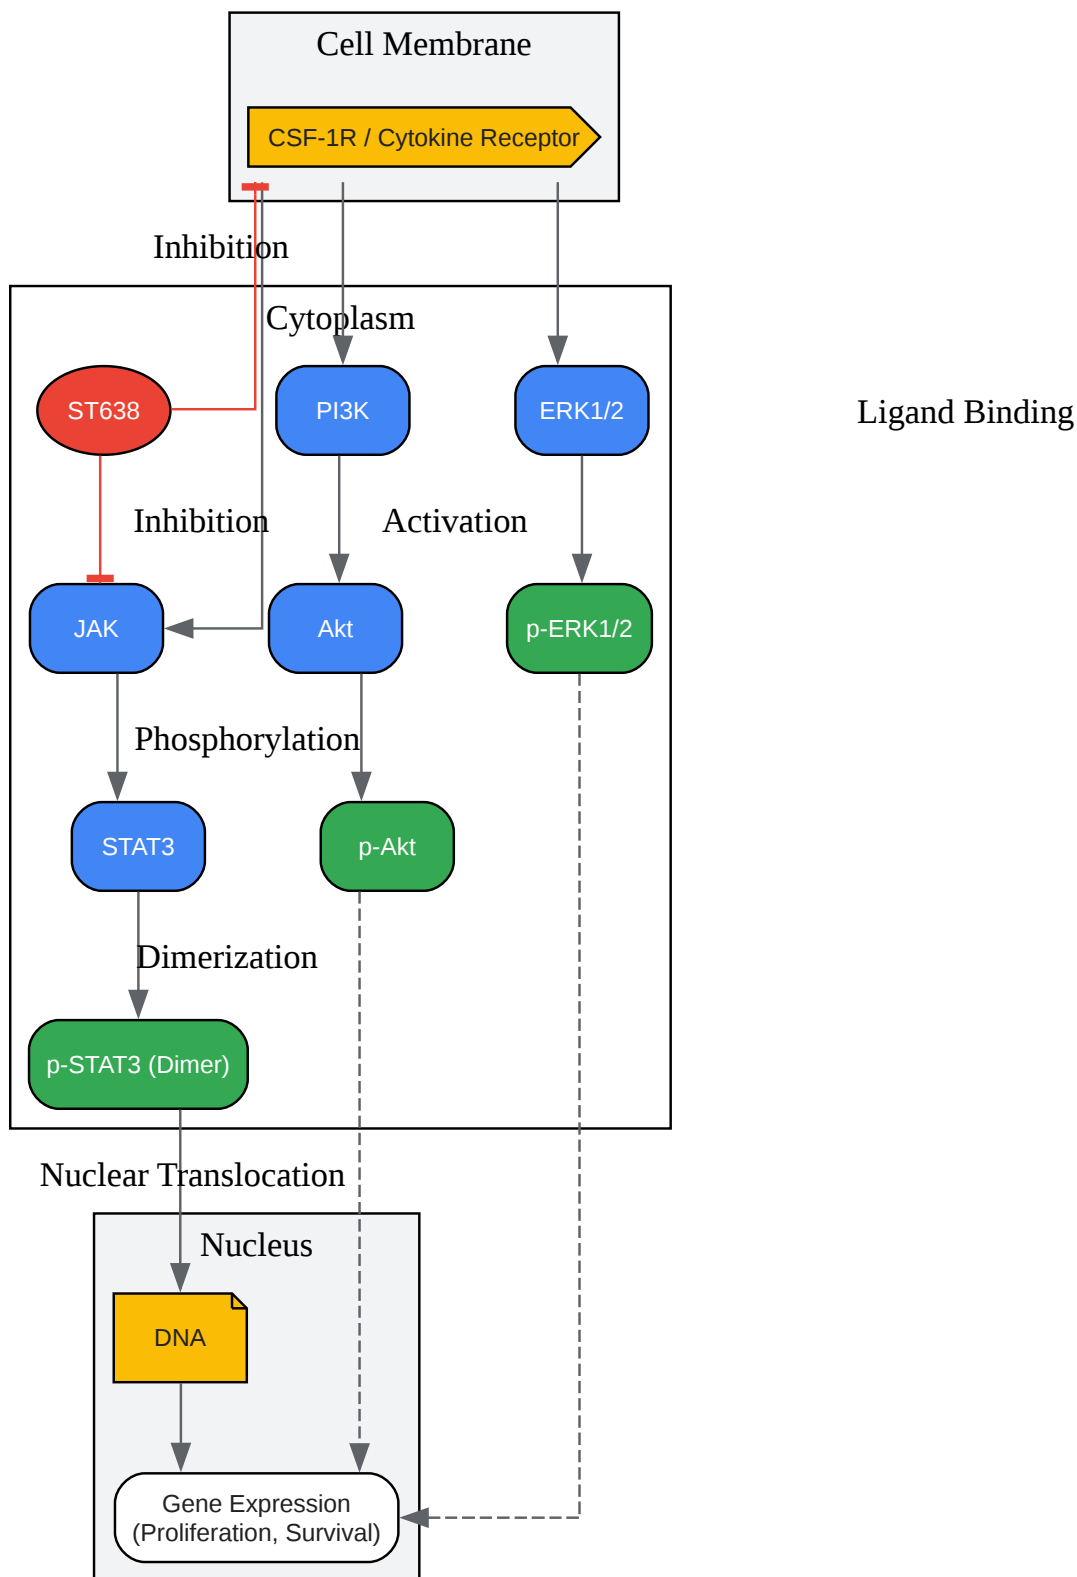 Cell Membrane
CSF-1R / Cytokine Receptor
Inhibition
Cytoplasm
ST638
PI3K
ERK1/2
Ligand Binding
Inhibition
Activation
JAK
Akt
p-ERK1/2
Phosphorylation
STAT3
p-Akt
Dimerization
p-STAT3 (Dimer)
Nuclear Translocation
Nucleus
DNA
Gene Expression
(Proliferation, Survival)